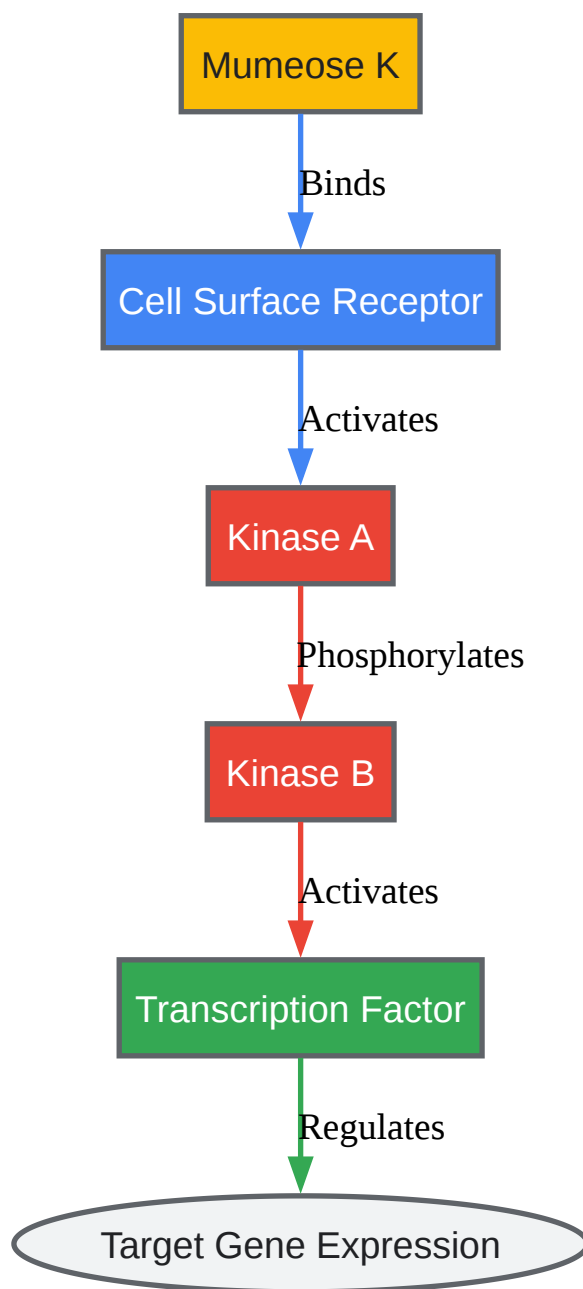 Mumeose K
Binds
Cell Surface Receptor
Activates
Kinase A
Phosphorylates
Kinase B
Activates
Transcription Factor
Regulates
Target Gene Expression